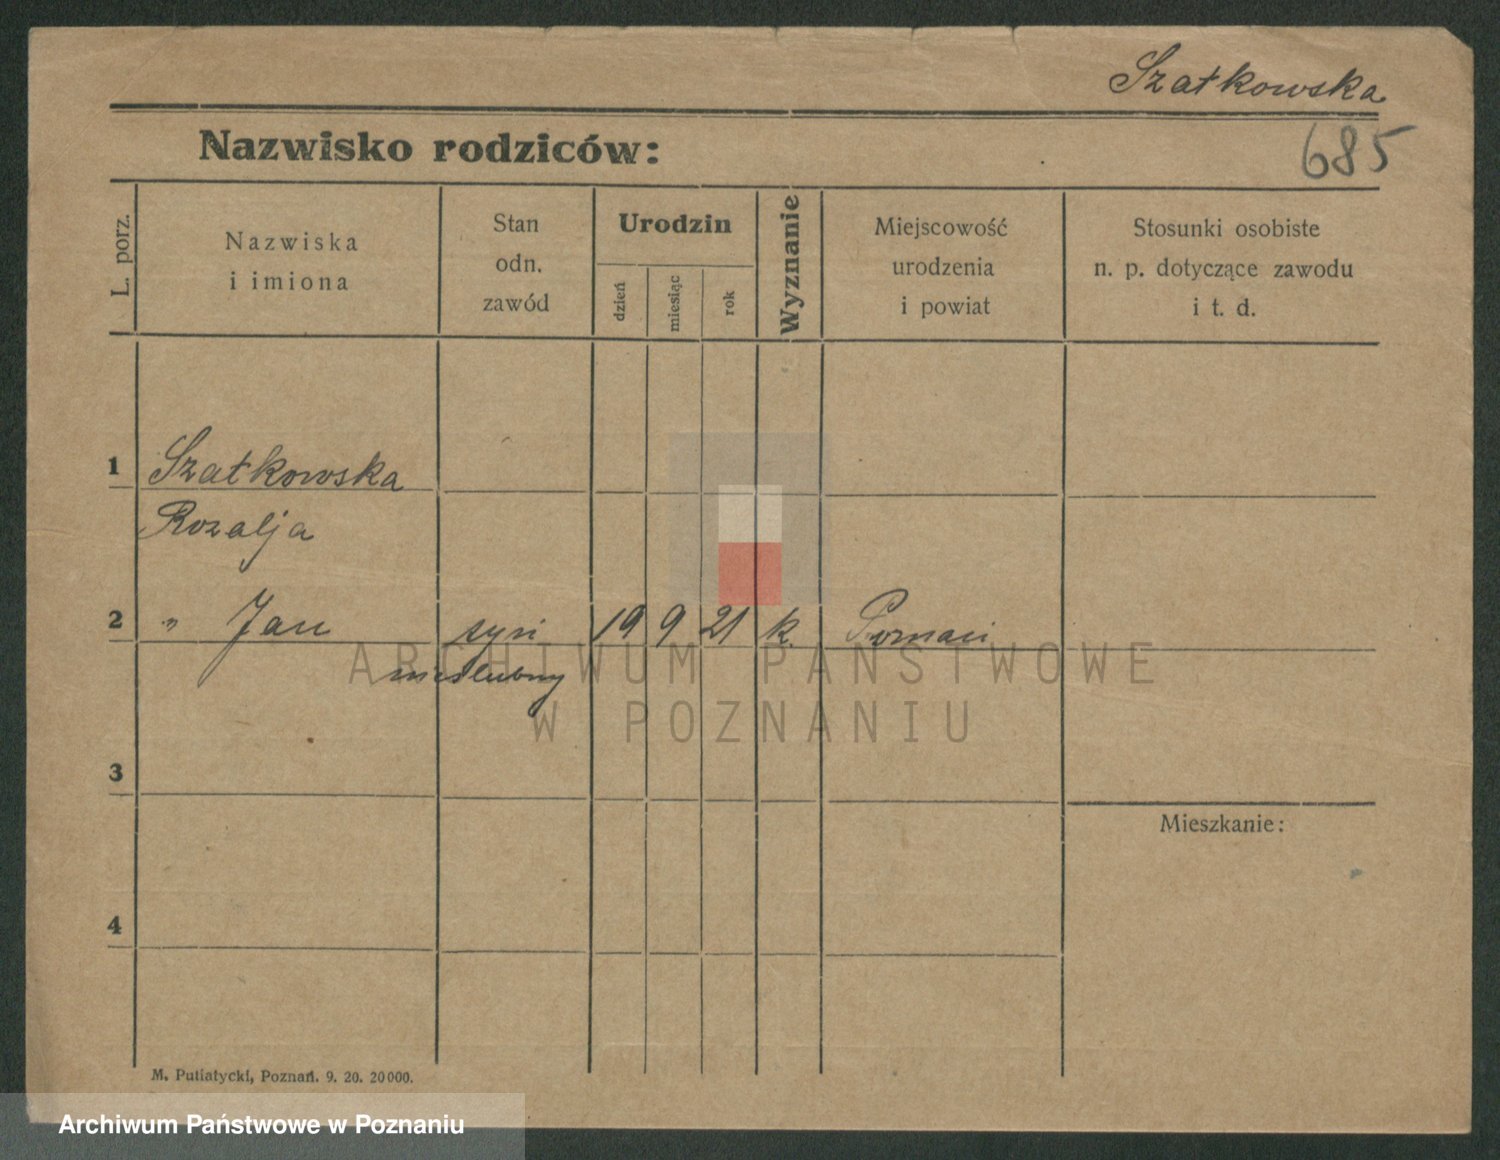 Szatkowska
685
Nazwisko rodziców:
L. porz.
Nazwiska
i imiona
Stan
odn.
zawód
Urodzin
dzień
miesiąc
rok
Wyznanie
Miejscowość
urodzenia
i powiat
Stosunki osobiste
n. p. dotyczące zawodu
i t. d.
1 Szatkowska
Rozalja
2 " Jan syn 19 9 21 k. Poznań
nieślubny
ARCHIWUM PAŃSTWOWE
W POZNANIU
3
Mieszkanie:
4
M. Putiatycki, Poznań. 9. 20. 20000.
Archiwum Państwowe w Poznaniu